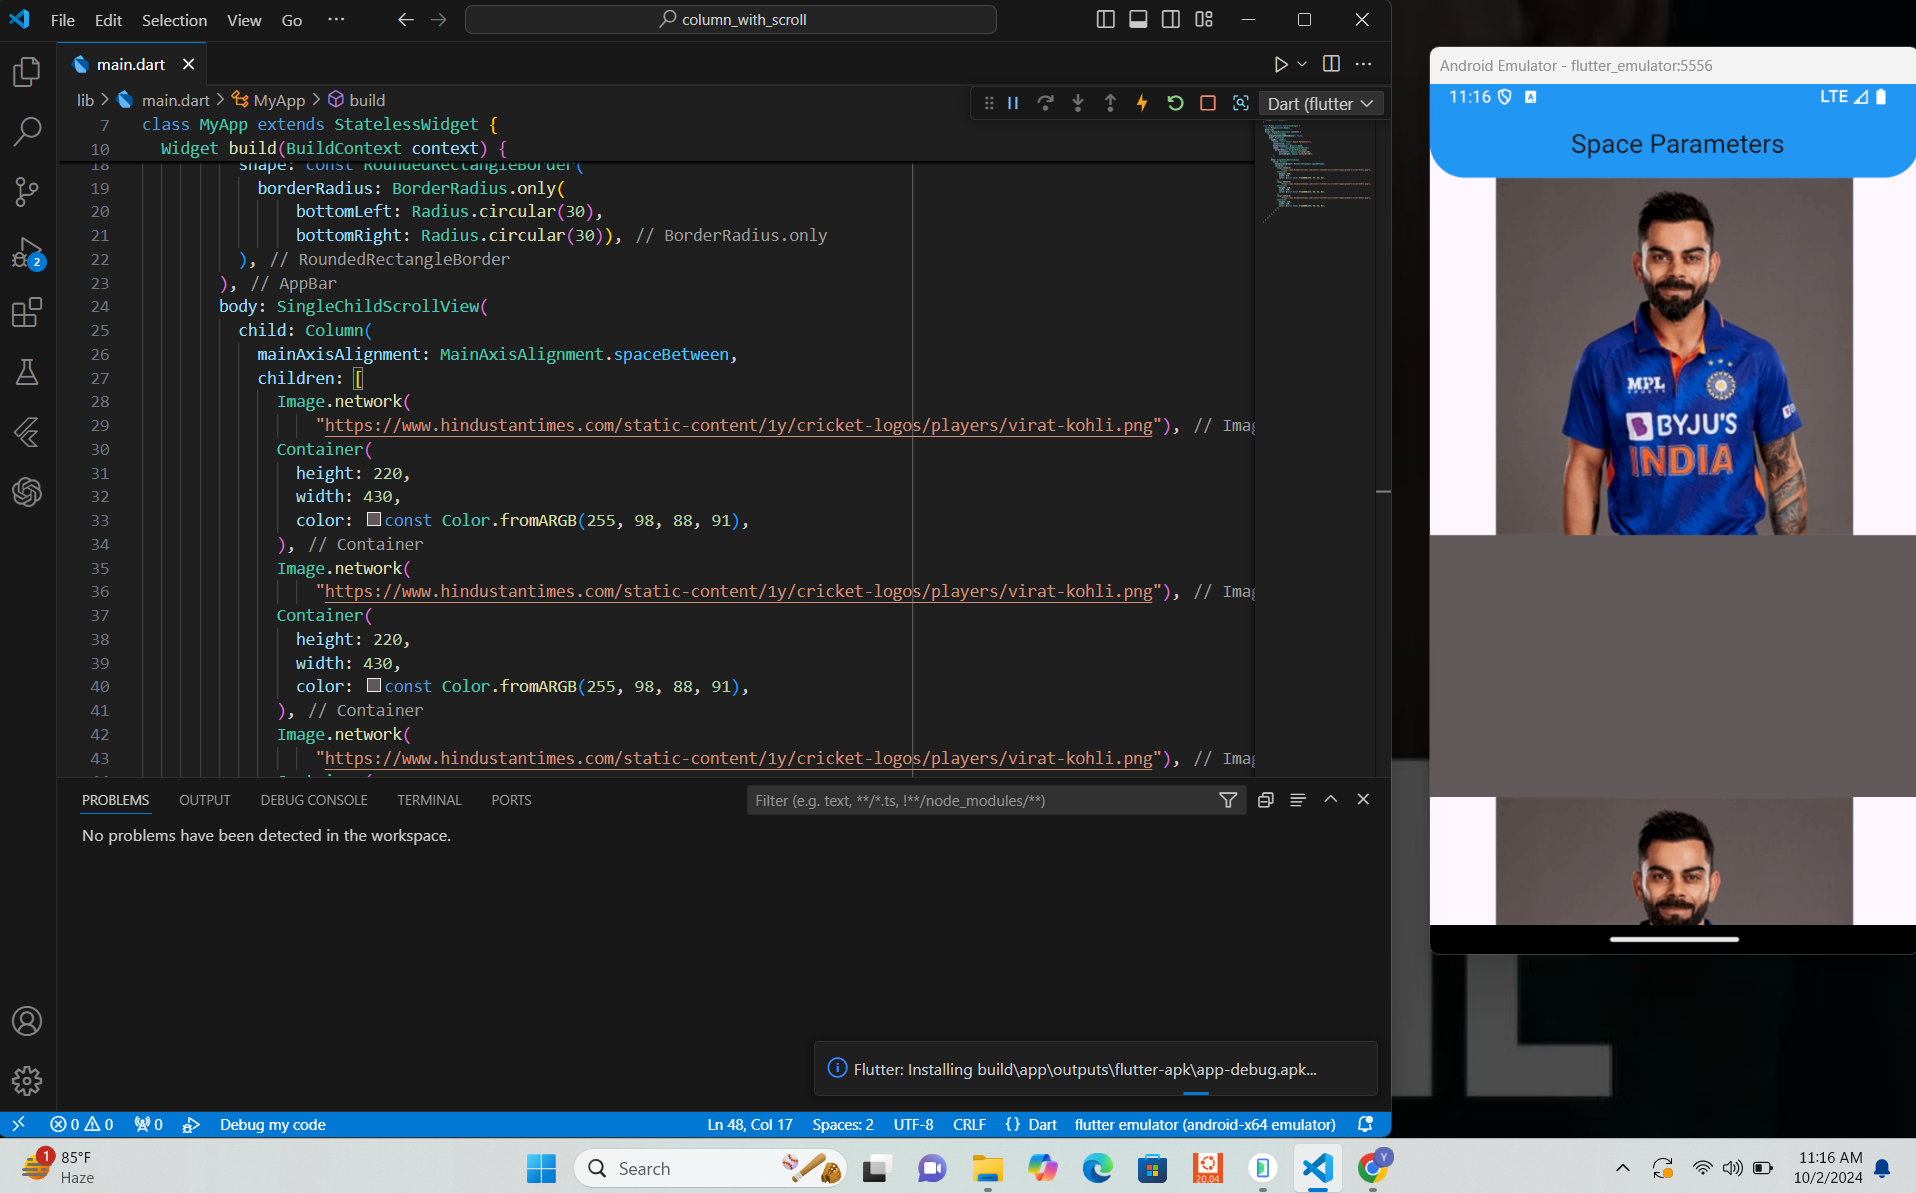 File Edit Selection View Go ···
column_with_scroll
main.dart
lib > main.dart > MyApp > build
Dart (flutter
7 class MyApp extends StatelessWidget {
10 Widget build(BuildContext context) {
18 shape: const RoundedRectangleBorder(
19 borderRadius: BorderRadius.only(
20 bottomLeft: Radius.circular(30),
21 bottomRight: Radius.circular(30)), // BorderRadius.only
22 ), // RoundedRectangleBorder
23 ), // AppBar
24 body: SingleChildScrollView(
25 child: Column(
26 mainAxisAlignment: MainAxisAlignment.spaceBetween,
27 children: [
28 Image.network(
29 "https://www.hindustantimes.com/static-content/1y/cricket-logos/players/virat-kohli.png"), // Imag
30 Container(
31 height: 220,
32 width: 430,
33 color: const Color.fromARGB(255, 98, 88, 91),
34 ), // Container
35 Image.network(
36 "https://www.hindustantimes.com/static-content/1y/cricket-logos/players/virat-kohli.png"), // Imag
37 Container(
38 height: 220,
39 width: 430,
40 color: const Color.fromARGB(255, 98, 88, 91),
41 ), // Container
42 Image.network(
43 "https://www.hindustantimes.com/static-content/1y/cricket-logos/players/virat-kohli.png"), // Imag
PROBLEMS OUTPUT DEBUG CONSOLE TERMINAL PORTS
Filter (e.g. text, **/*.ts, !**/node_modules/**)
No problems have been detected in the workspace.
Flutter: Installing build\app\outputs\flutter-apk\app-debug.apk...
2
0 0 0 Debug my code
Ln 48, Col 17 Spaces: 2 UTF-8 CRLF {} Dart flutter emulator (android-x64 emulator)
Android Emulator - flutter_emulator:5556
11:16 LTE
Space Parameters
MPL
SPORTS
BYJU'S
INDIA
1
85°F
Haze
Search
20.04
Y
11:16 AM
10/2/2024